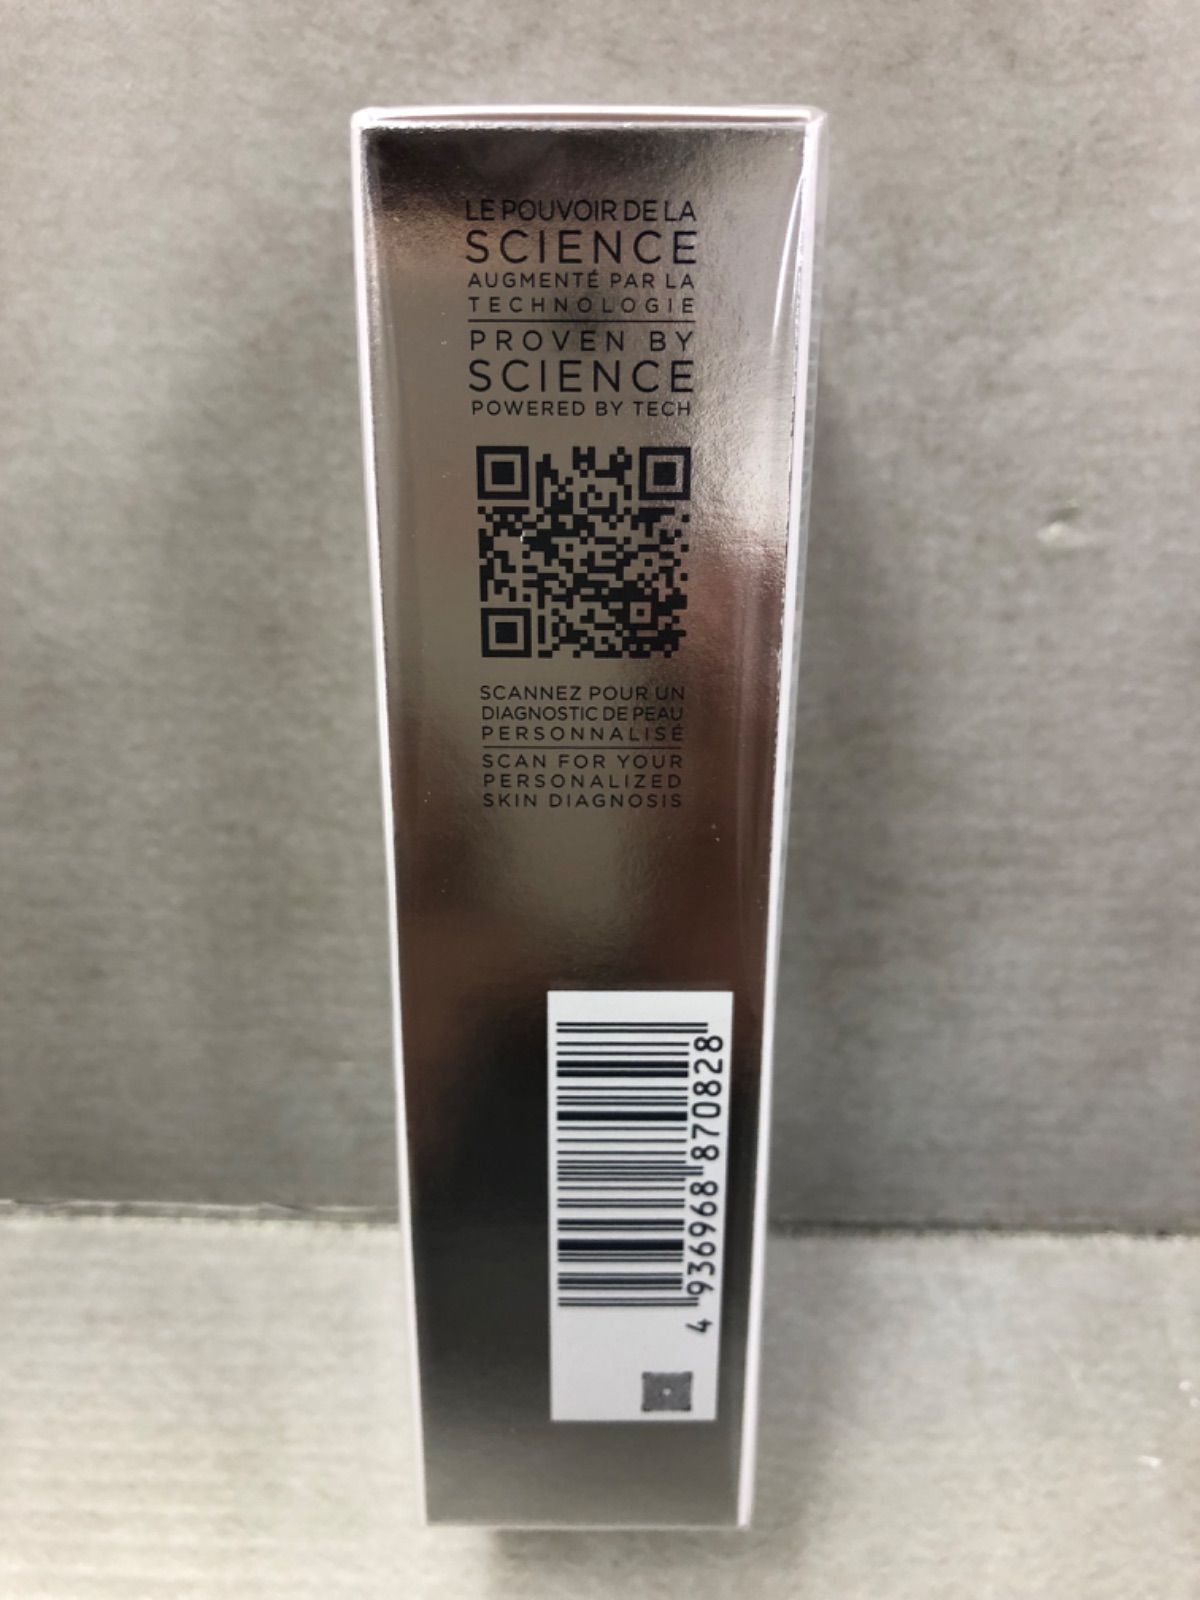 LE POUVOIR DE LA
SCIENCE
AUGMENTÉ PAR LA
TECHNOLOGIE
PROVEN BY
SCIENCE
POWERED BY TECH
SCANNEZ POUR UN
DIAGNOSTIC DE PEAU
PERSONNALISÉ
SCAN FOR YOUR
PERSONALIZED
SKIN DIAGNOSIS
4 936968 870828